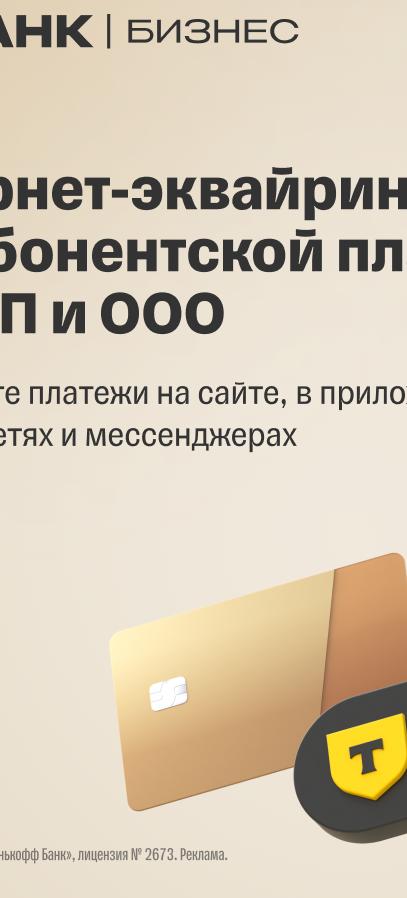 АНК | БИЗНЕС
рнет-эквайрин
бонентской пл
П и ООО
те платежи на сайте, в прило
етях и мессенджерах
Т
нькофф Банк», лицензия № 2673. Реклама.